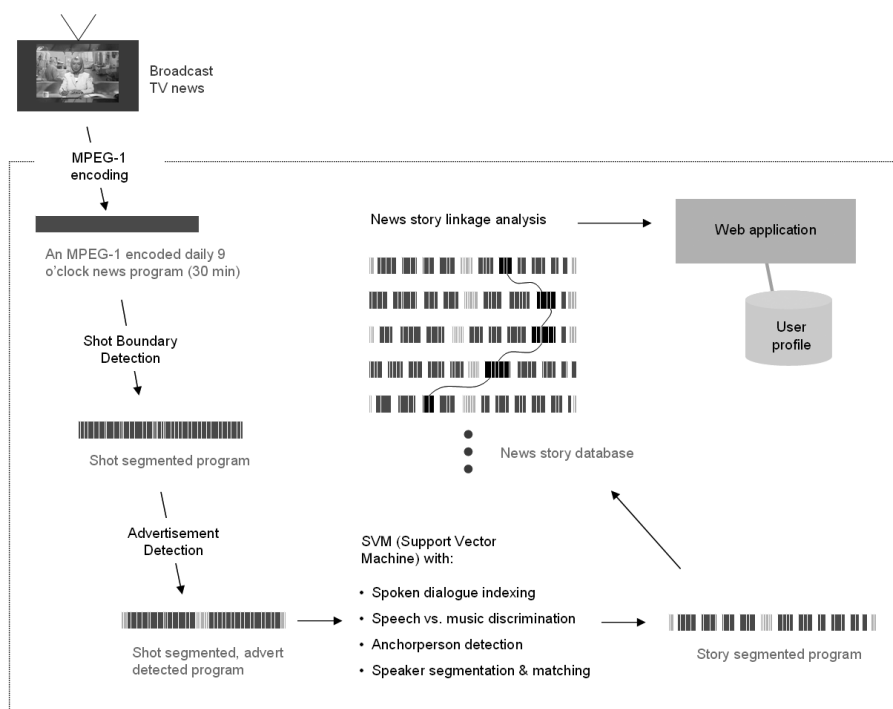 Broadcast
TV news
MPEG-1
encoding
An MPEG-1 encoded daily 9
o'clock news program (30 min)
Shot Boundary
Detection
Shot segmented program
Advertisement
Detection
Shot segmented, advert
detected program
SVM (Support Vector
Machine) with:
• Spoken dialogue indexing
• Speech vs. music discrimination
• Anchorperson detection
• Speaker segmentation & matching
Story segmented program
News story database
News story linkage analysis
Web application
User
profile